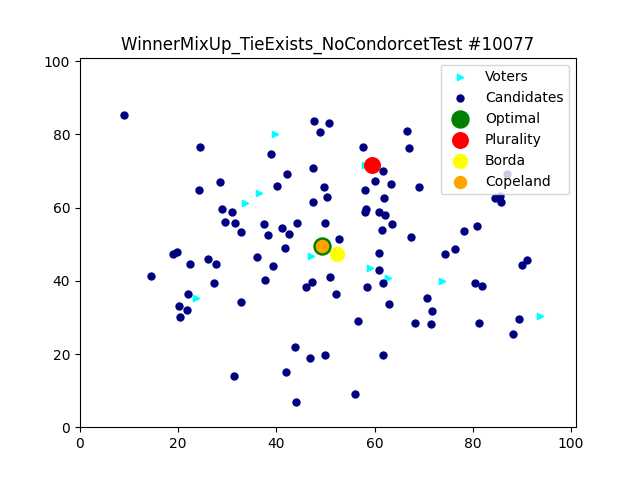 WinnerMixUp_TieExists_NoCondorcetTest #10077
100
80
60
40
20
0
0 20 40 60 80 100
Voters
Candidates
Optimal
Plurality
Borda
Copeland